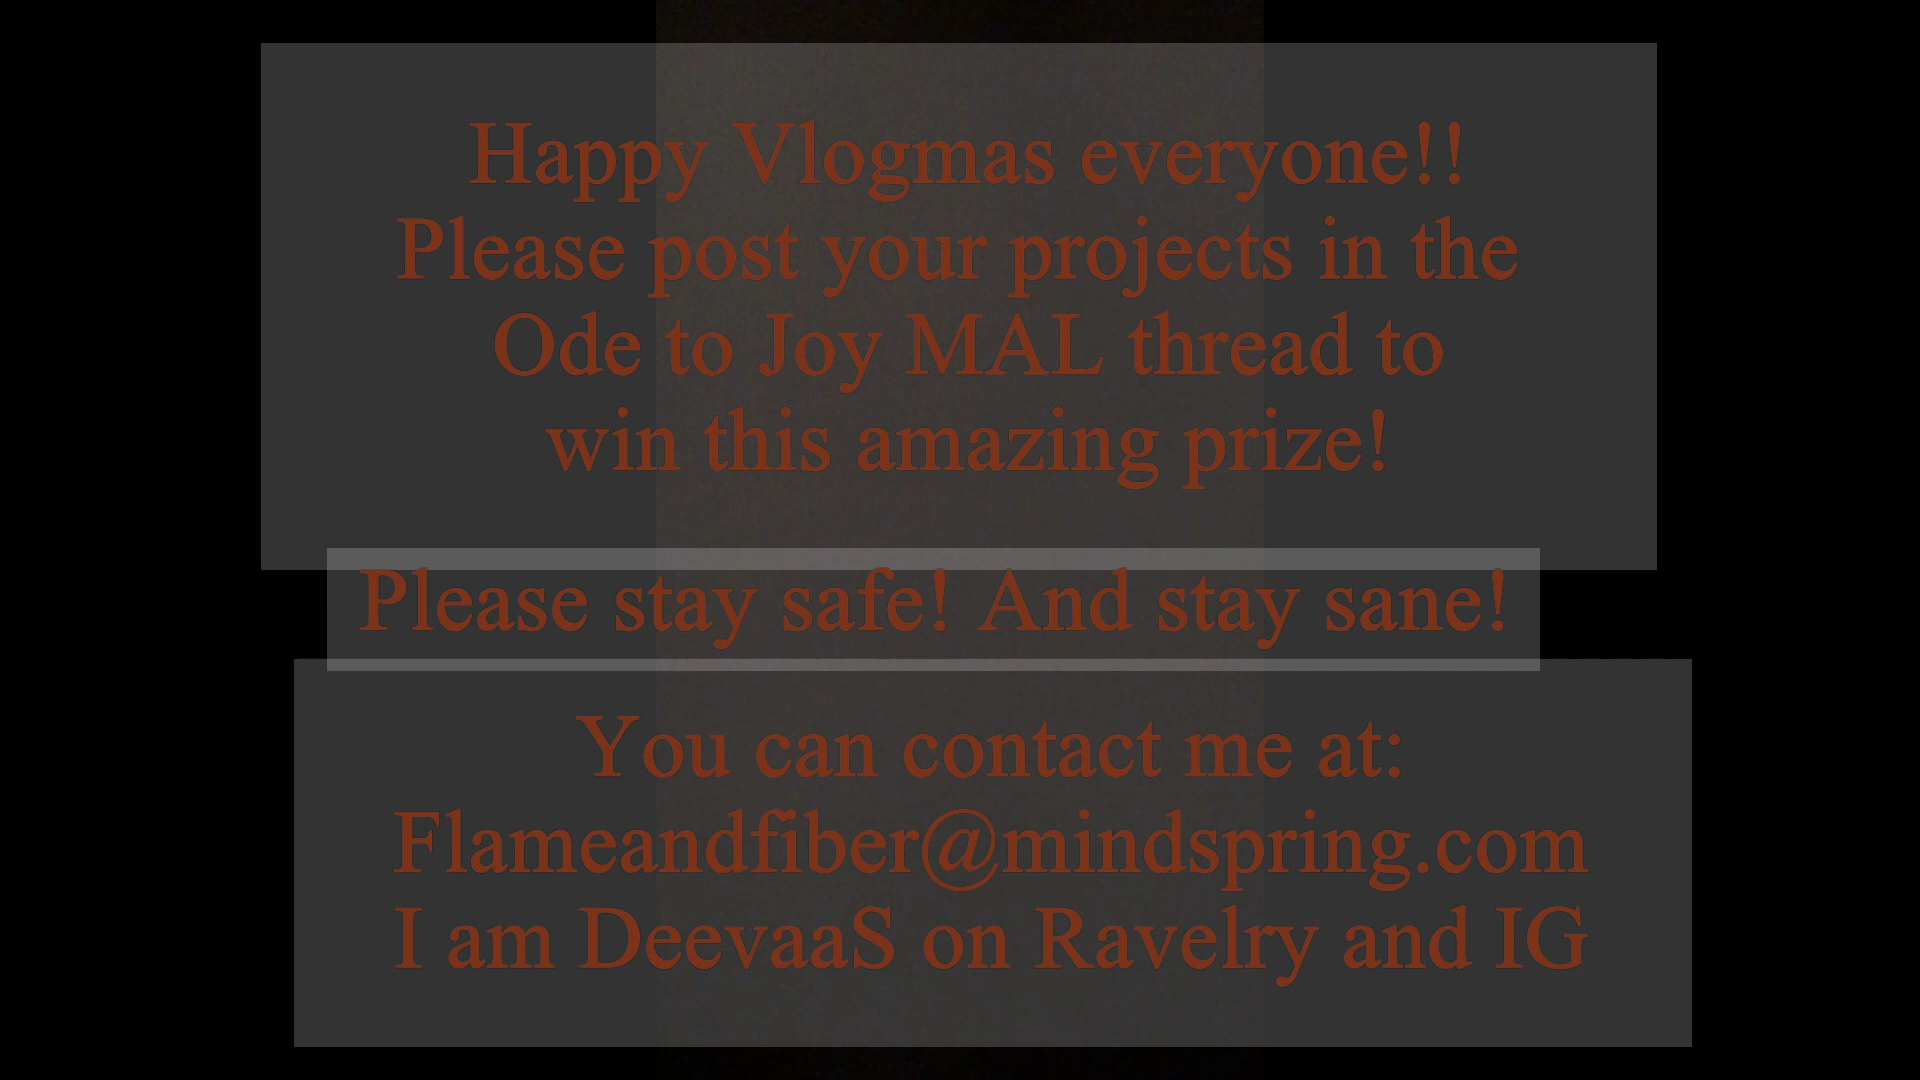 Happy Vlogmas everyone!!
Please post your projects in the
Ode to Joy MAL thread to
win this amazing prize!
Please stay safe! And stay sane!
You can contact me at:
Flameandfiber@mindspring.com
I am DeevaaS on Ravelry and IG